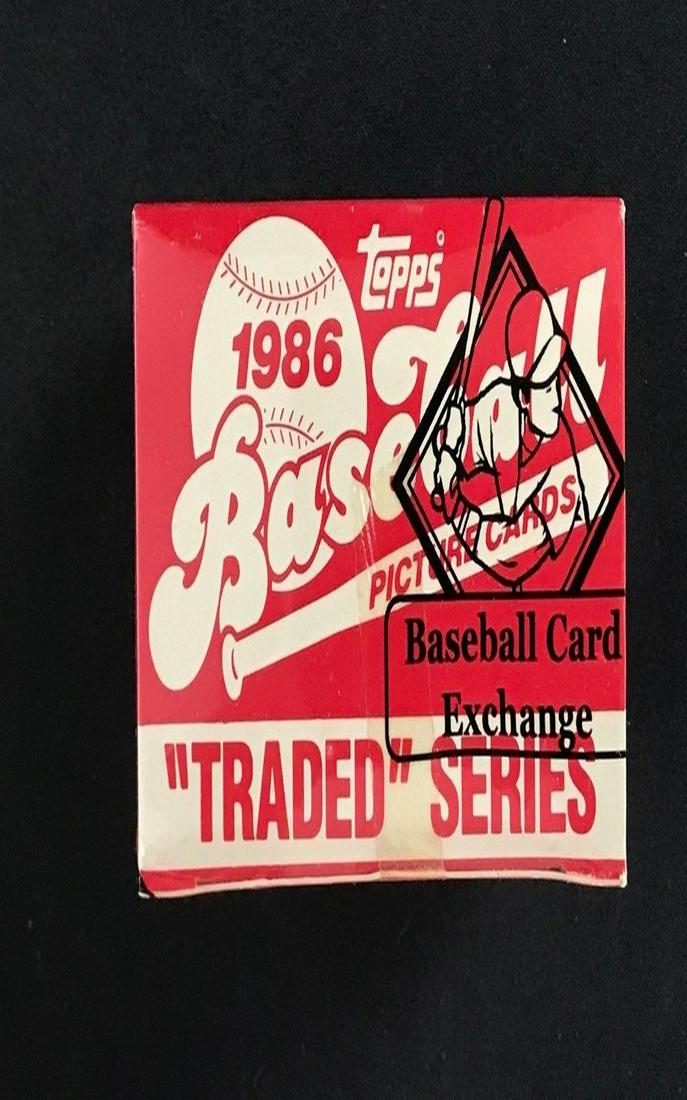 Topps®
1986
Baseball
PICTURE CARDS
Baseball Card
Exchange
"TRADED" SERIES